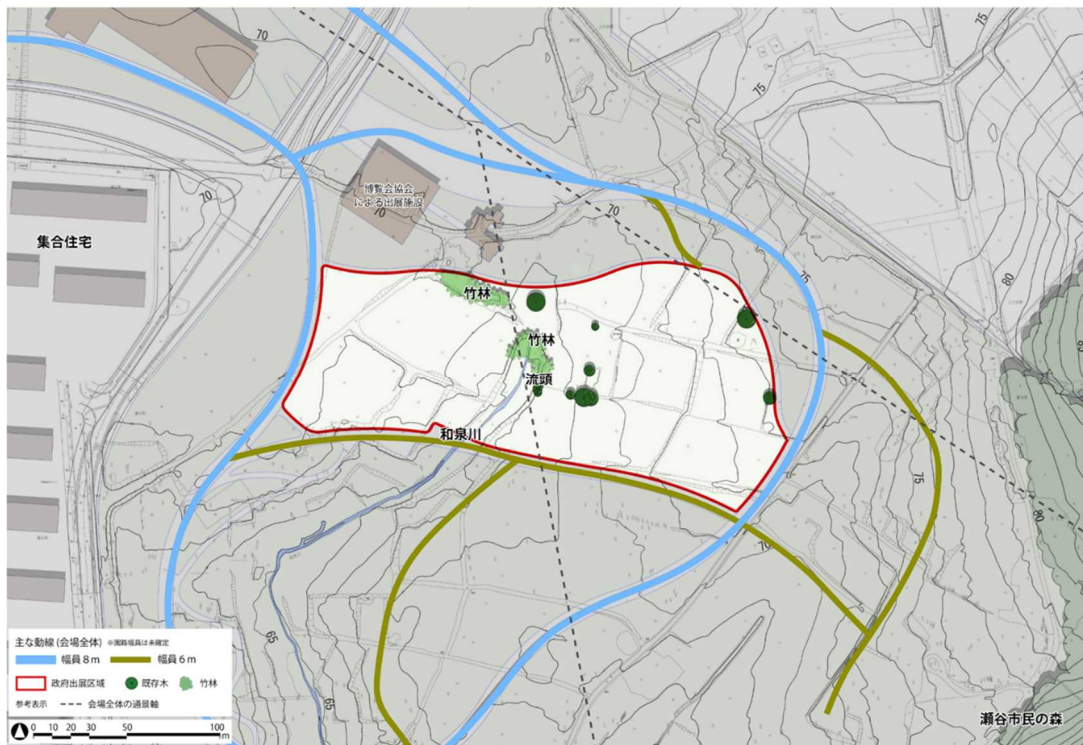 70
75
75
博覧会協会
による出展施設
70
70
70
集合住宅
80
75
竹林
竹林
流頭
和泉川
75
80
70
65
65
主な動線(会場全体) ※園路幅員は未確定
幅員8m 幅員6m
政府出展区域 既存木 竹林
参考表示 会場全体の通景軸
0 10 20 30 50 100
m
瀬谷市民の森